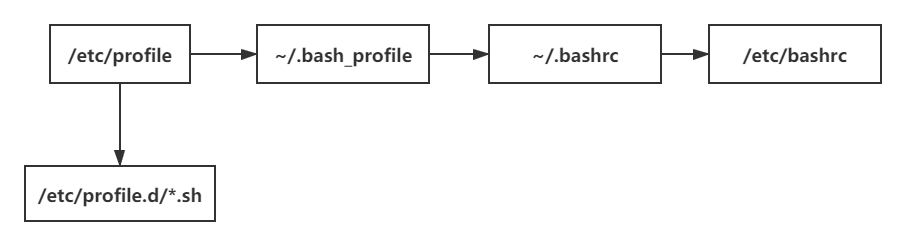 /etc/profile
~/.bash_profile
~/.bashrc
/etc/bashrc
/etc/profile.d/*.sh